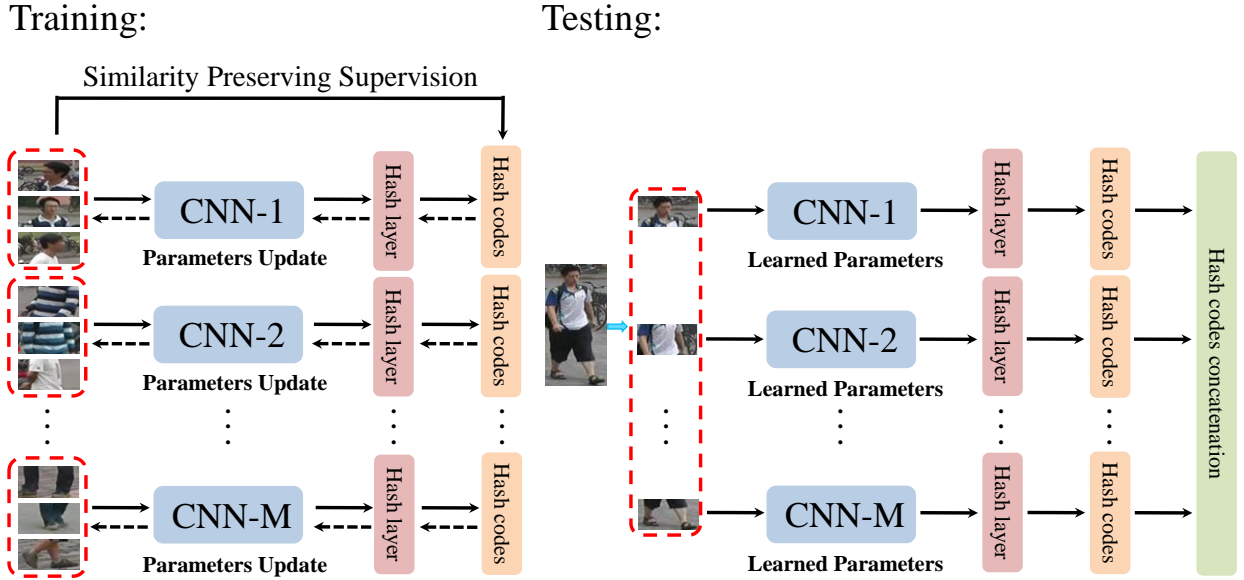 Training:
Similarity Preserving Supervision
CNN-1
Hash layer
Hash codes
Parameters Update
CNN-2
Hash layer
Hash codes
Parameters Update
CNN-M
Hash layer
Hash codes
Parameters Update
Testing:
CNN-1
Hash layer
Hash codes
Learned Parameters
CNN-2
Hash layer
Hash codes
Learned Parameters
CNN-M
Hash layer
Hash codes
Learned Parameters
Hash codes concatenation